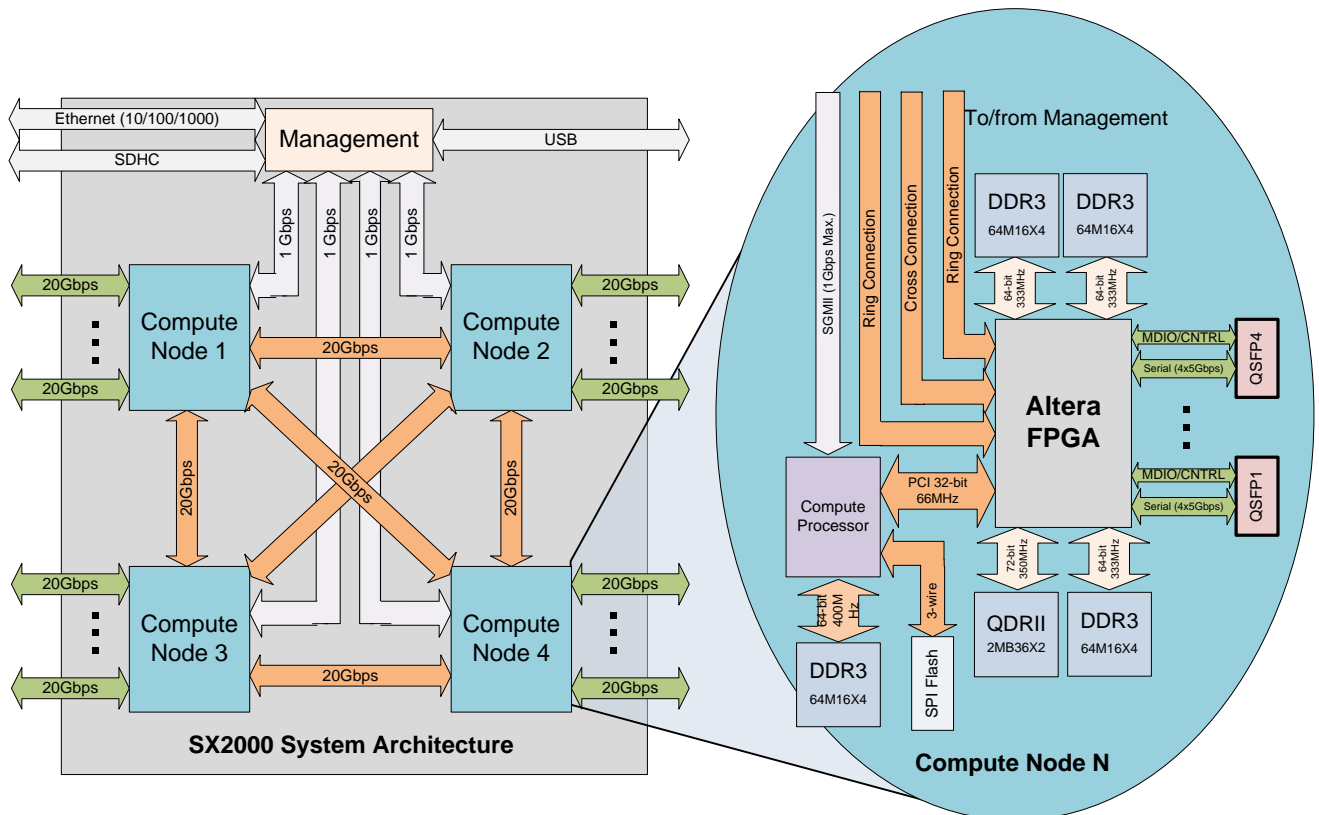 Ethernet (10/100/1000)
SDHC
Management
USB
1 Gbps
1 Gbps
1 Gbps
1 Gbps
20Gbps
20Gbps
Compute
Node 1
20Gbps
Compute
Node 2
20Gbps
20Gbps
20Gbps
20Gbps
20Gbps
20Gbps
20Gbps
20Gbps
Compute
Node 3
20Gbps
Compute
Node 4
20Gbps
20Gbps
SX2000 System Architecture
To/from Management
SGMII (1Gbps Max.)
Ring Connection
Cross Connection
Ring Connection
DDR3
64M16X4
DDR3
64M16X4
64-bit
333MHz
64-bit
333MHz
Altera
FPGA
MDIO/CNTRL
Serial (4x5Gbps)
QSFP4
MDIO/CNTRL
Serial (4x5Gbps)
QSFP1
Compute
Processor
PCI 32-bit
66MHz
72-bit
350MHz
64-bit
333MHz
64-bit
400M
Hz
3-wire
QDRII
2MB36X2
DDR3
64M16X4
DDR3
64M16X4
SPI Flash
Compute Node N